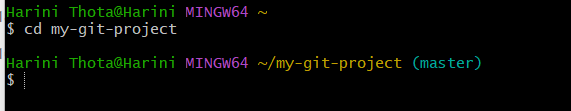 Harini Thota@Harini MINGW64 ~
$ cd my-git-project
Harini Thota@Harini MINGW64 ~/my-git-project (master)
$